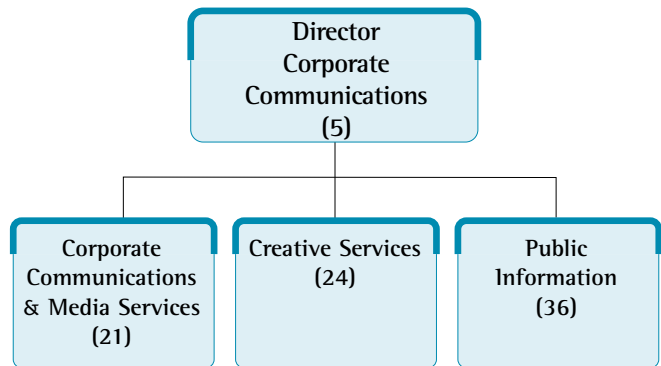 Director
Corporate
Communications
(5)
Corporate
Communications
& Media Services
(21)
Creative Services
(24)
Public
Information
(36)